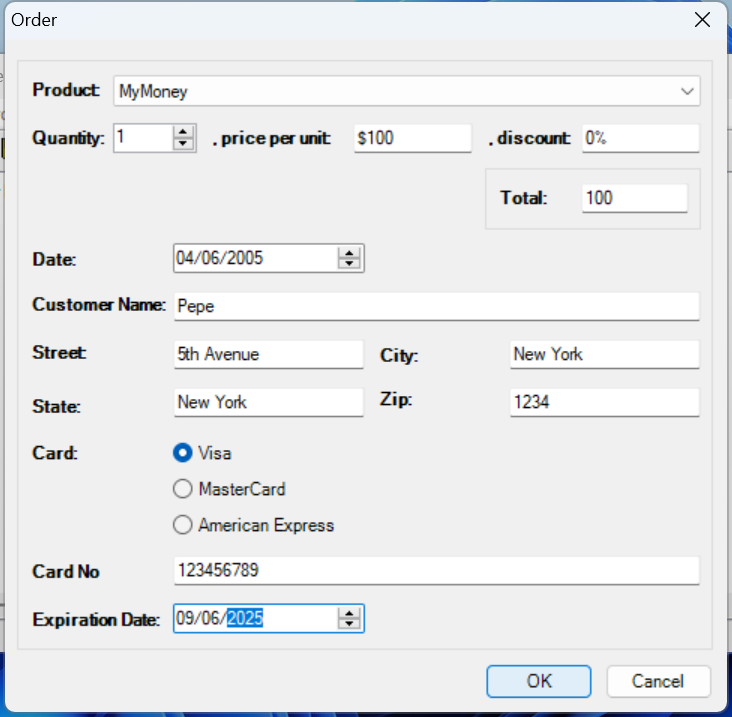 Order
Product: MyMoney
Quantity: 1 , price per unit: $100 , discount: 0%
Total: 100
Date: 04/06/2005
Customer Name: Pepe
Street: 5th Avenue City: New York
State: New York Zip: 1234
Card: Visa
MasterCard
American Express
Card No 123456789
Expiration Date: 09/06/2025
OK Cancel